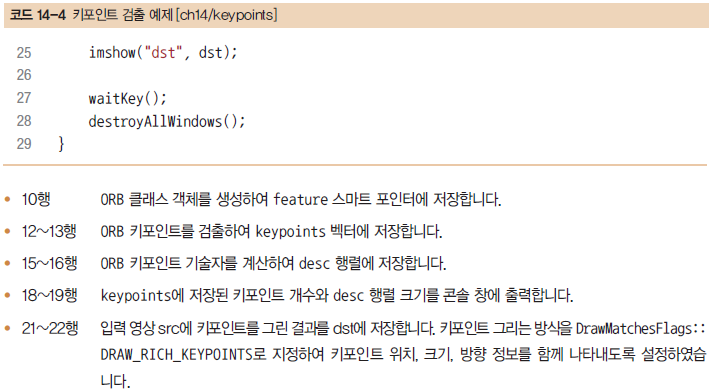 코드 14-4 키포인트 검출 예제 [ch14/keypoints]
25 imshow("dst", dst);
26
27 waitKey();
28 destroyAllWindows();
29 }
• 10행 ORB 클래스 객체를 생성하여 feature 스마트 포인터에 저장합니다.
• 12~13행 ORB 키포인트를 검출하여 keypoints 벡터에 저장합니다.
• 15~16행 ORB 키포인트 기술자를 계산하여 desc 행렬에 저장합니다.
• 18~19행 keypoints에 저장된 키포인트 개수와 desc 행렬 크기를 콘솔 창에 출력합니다.
• 21~22행 입력 영상 src에 키포인트를 그린 결과를 dst에 저장합니다. 키포인트 그리는 방식을 DrawMatchesFlags::
DRAW_RICH_KEYPOINTS로 지정하여 키포인트 위치, 크기, 방향 정보를 함께 나타내도록 설정하였습
니다.